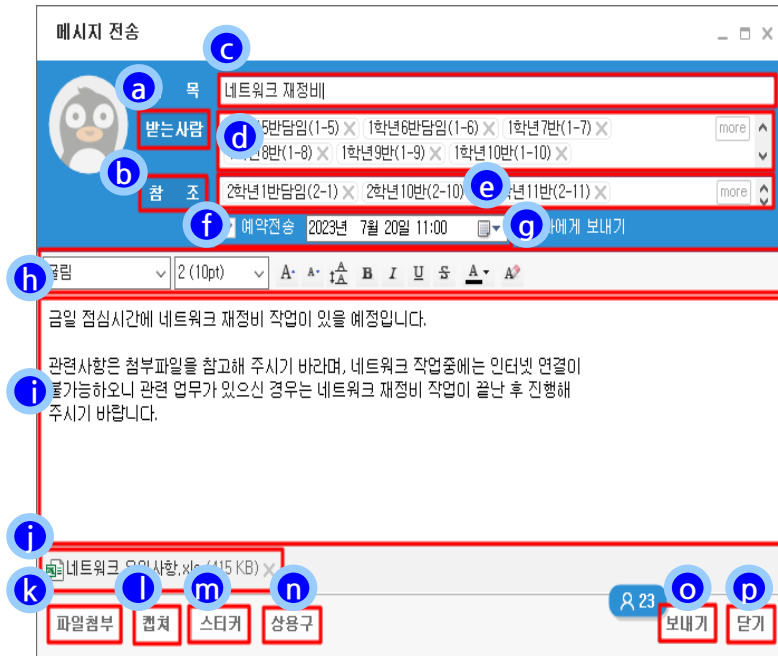 메시지 전송
c
a
목
네트워크 재정비
받는사람
d
5반담임(1-5) 1학년6반담임(1-6) 1학년7반(1-7)
more
8반(1-8) 1학년9반(1-9) 1학년10반(1-10)
b
참 조
2학년1반담임(2-1) 2학년10반(2-10) 학년11반(2-11)
more
e
f
예약전송 2023년 7월 20일 11:00
g
에게 보내기
h
굴림 2 (10pt) A A A A B I U S A A
금일 점심시간에 네트워크 재정비 작업이 있을 예정입니다.
관련사항은 첨부파일을 참고해 주시기 바라며, 네트워크 작업중에는 인터넷 연결이
i
불가능하오니 관련 업무가 있으신 경우는 네트워크 재정비 작업이 끝난 후 진행해
주시기 바랍니다.
j
네트워크 (415 KB)
k l m n
23
o p
파일첨부 캡쳐 스티커 상용구 보내기 닫기